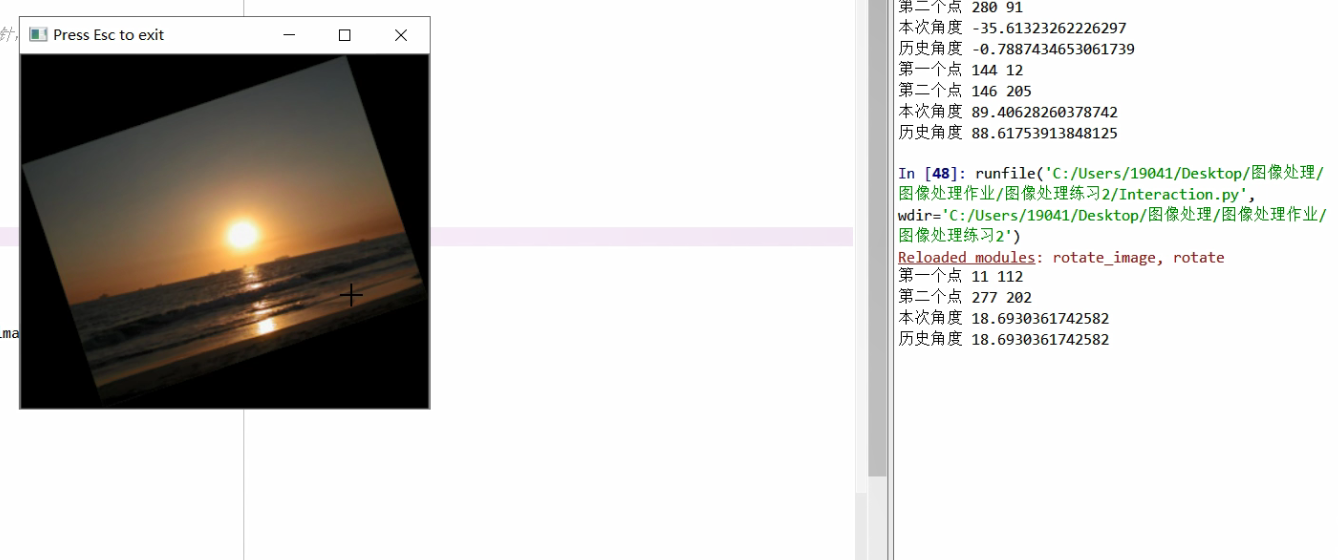 针，
Press Esc to exit
ima
第二个点 280 91
本次角度 -35.61323262226297
历史角度 -0.7887434653061739
第一个点 144 12
第二个点 146 205
本次角度 89.40628260378742
历史角度 88.61753913848125
In [48]: runfile('C:/Users/19041/Desktop/图像处理/
图像处理作业/图像处理练习2/Interaction.py',
wdir='C:/Users/19041/Desktop/图像处理/图像处理作业/
图像处理练习2')
Reloaded modules: rotate_image, rotate
第一个点 11 112
第二个点 277 202
本次角度 18.6930361742582
历史角度 18.6930361742582